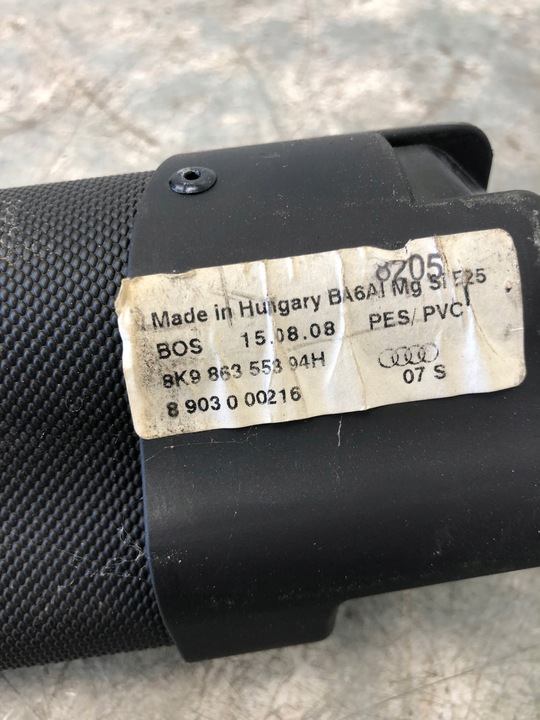 8205
Made in Hungary BA6Al Mg Si F25
BOS 15.08.08 PES/ PVC
8K9 863 553 94H
07 S
8 903 0 00216